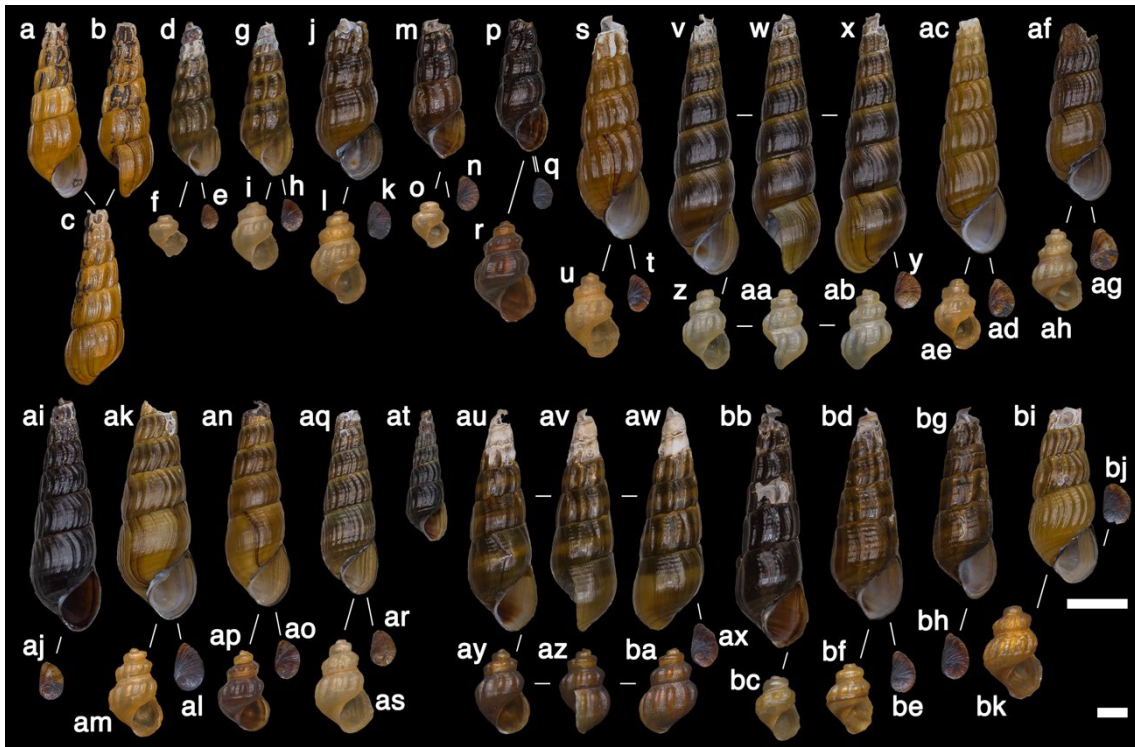 a b d g j m p s v w x ac af
f e i h l k o n r q
c u t z aa ab y ae ad ah ag
ai ak an aq at au av aw bb bd bg bi
bj
aj am al ap ao as ar ay az ba ax bc bf be bh bk